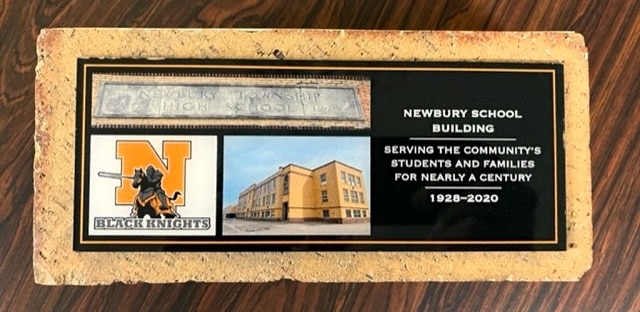 NEWBURY TOWNSHIP
HIGH SCHOOL 1928
N
BLACK KNIGHTS
NEWBURY SCHOOL
BUILDING
SERVING THE COMMUNITY'S
STUDENTS AND FAMILIES
FOR NEARLY A CENTURY
1928–2020